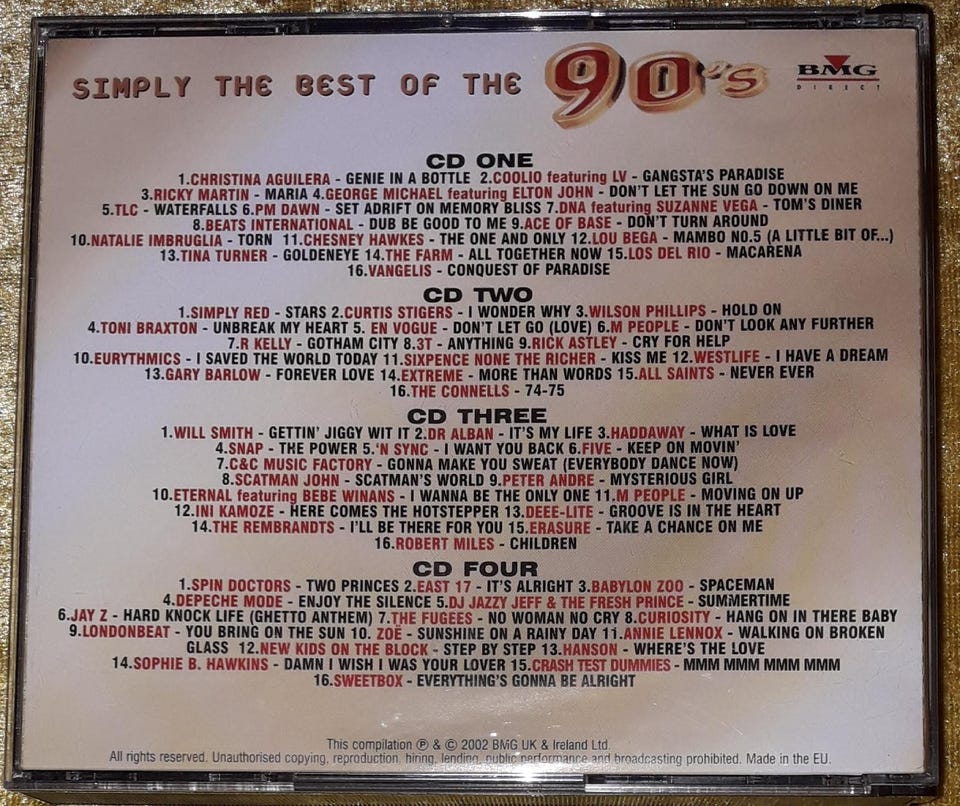 SIMPLY THE BEST OF THE 90's
BMG
DIRECT
CD ONE
1.CHRISTINA AGUILERA - GENIE IN A BOTTLE 2.COOLIO featuring LV - GANGSTA'S PARADISE
3.RICKY MARTIN - MARIA 4.GEORGE MICHAEL featuring ELTON JOHN - DON'T LET THE SUN GO DOWN ON ME
5.TLC - WATERFALLS 6.PM DAWN - SET ADRIFT ON MEMORY BLISS 7.DNA featuring SUZANNE VEGA - TOM'S DINER
8.BEATS INTERNATIONAL - DUB BE GOOD TO ME 9.ACE OF BASE - DON'T TURN AROUND
10.NATALIE IMBRUGLIA - TORN 11.CHESNEY HAWKES - THE ONE AND ONLY 12.LOU BEGA - MAMBO NO.5 (A LITTLE BIT OF...)
13.TINA TURNER - GOLDENEYE 14.THE FARM - ALL TOGETHER NOW 15.LOS DEL RIO - MACARENA
16.VANGELIS - CONQUEST OF PARADISE
CD TWO
1.SIMPLY RED - STARS 2.CURTIS STIGERS - I WONDER WHY 3.WILSON PHILLIPS - HOLD ON
4.TONI BRAXTON - UNBREAK MY HEART 5. EN VOGUE - DON'T LET GO (LOVE) 6.M PEOPLE - DON'T LOOK ANY FURTHER
7.R KELLY - GOTHAM CITY 8.3T - ANYTHING 9.RICK ASTLEY - CRY FOR HELP
10.EURYTHMICS - I SAVED THE WORLD TODAY 11.SIXPENCE NONE THE RICHER - KISS ME 12.WESTLIFE - I HAVE A DREAM
13.GARY BARLOW - FOREVER LOVE 14.EXTREME - MORE THAN WORDS 15.ALL SAINTS - NEVER EVER
16.THE CONNELLS - 74-75
CD THREE
1.WILL SMITH - GETTIN' JIGGY WIT IT 2.DR ALBAN - IT'S MY LIFE 3.HADDAWAY - WHAT IS LOVE
4.SNAP - THE POWER 5.'N SYNC - I WANT YOU BACK 6.FIVE - KEEP ON MOVIN'
7.C&C MUSIC FACTORY - GONNA MAKE YOU SWEAT (EVERYBODY DANCE NOW)
8.SCATMAN JOHN - SCATMAN'S WORLD 9.PETER ANDRE - MYSTERIOUS GIRL
10.ETERNAL featuring BEBE WINANS - I WANNA BE THE ONLY ONE 11.M PEOPLE - MOVING ON UP
12.INI KAMOZE - HERE COMES THE HOTSTEPPER 13.DEEE-LITE - GROOVE IS IN THE HEART
14.THE REMBRANDTS - I'LL BE THERE FOR YOU 15.ERASURE - TAKE A CHANCE ON ME
16.ROBERT MILES - CHILDREN
CD FOUR
1.SPIN DOCTORS - TWO PRINCES 2.EAST 17 - IT'S ALRIGHT 3.BABYLON ZOO - SPACEMAN
4.DEPECHE MODE - ENJOY THE SILENCE 5.DJ JAZZY JEFF & THE FRESH PRINCE - SUMMERTIME
6.JAY Z - HARD KNOCK LIFE (GHETTO ANTHEM) 7.THE FUGEES - NO WOMAN NO CRY 8.CURIOSITY - HANG ON IN THERE BABY
9.LONDONBEAT - YOU BRING ON THE SUN 10. ZOË - SUNSHINE ON A RAINY DAY 11.ANNIE LENNOX - WALKING ON BROKEN
GLASS 12.NEW KIDS ON THE BLOCK - STEP BY STEP 13.HANSON - WHERE'S THE LOVE
14.SOPHIE B. HAWKINS - DAMN I WISH I WAS YOUR LOVER 15.CRASH TEST DUMMIES - MMM MMM MMM MMM
16.SWEETBOX - EVERYTHING'S GONNA BE ALRIGHT
This compilation ℗ & © 2002 BMG UK & Ireland Ltd.
All rights reserved. Unauthorised copying, reproduction, hiring, lending, public performance and broadcasting prohibited. Made in the EU.